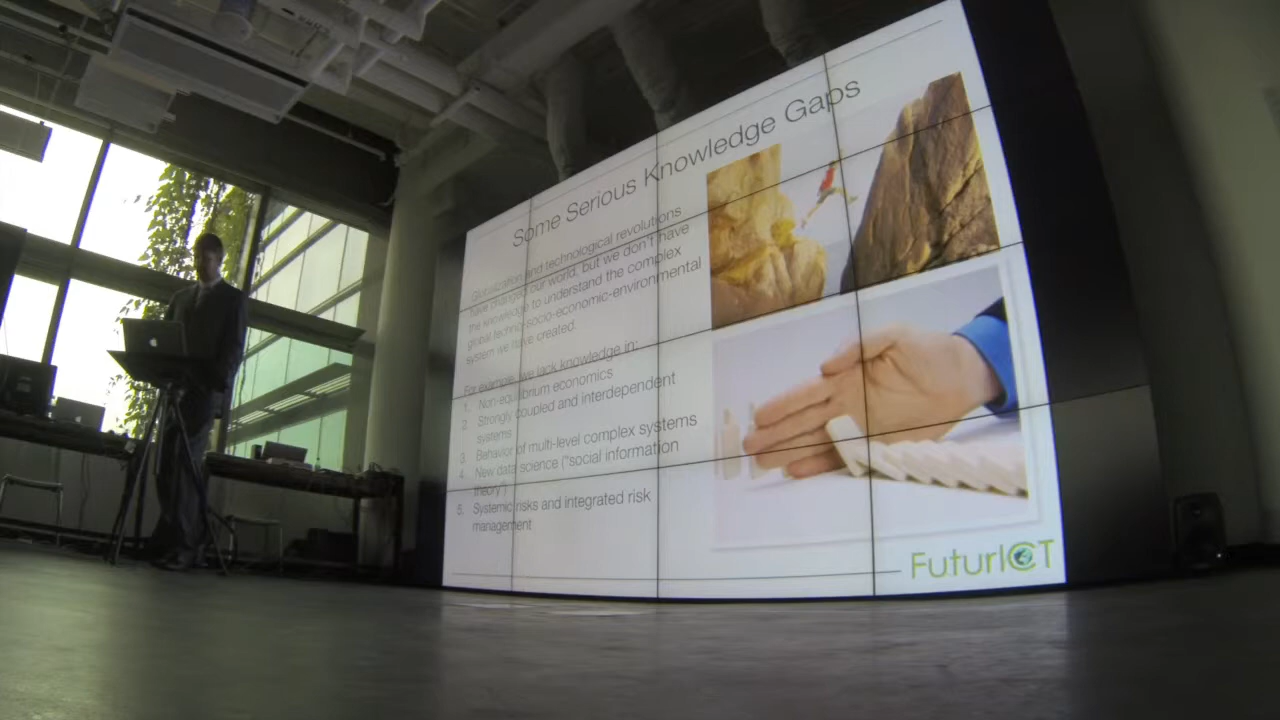 Some Serious Knowledge Gaps
Globalization and technological revolutions
have changed our world, but we don't have
the knowledge to understand the complex
global techno-socio-economic-environmental
system we have created.
For example, we lack knowledge in:
1. Non-equilibrium economics
2. Strongly coupled and interdependent
systems
3. Behavior of multi-level complex systems
4. New data science ("social information
theory")
5. Systemic risks and integrated risk
management
FuturICT